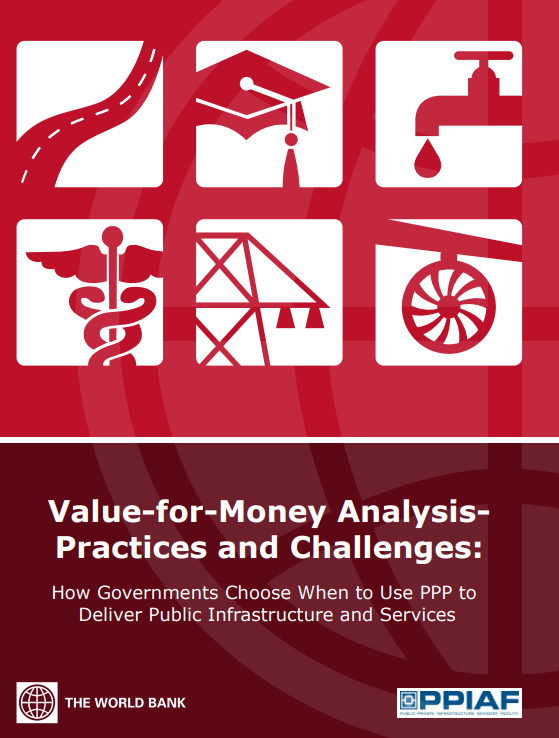 Value-for-Money Analysis-
Practices and Challenges:
How Governments Choose When to Use PPP to
Deliver Public Infrastructure and Services
THE WORLD BANK
PPIAF
PUBLIC-PRIVATE INFRASTRUCTURE ADVISORY FACILITY